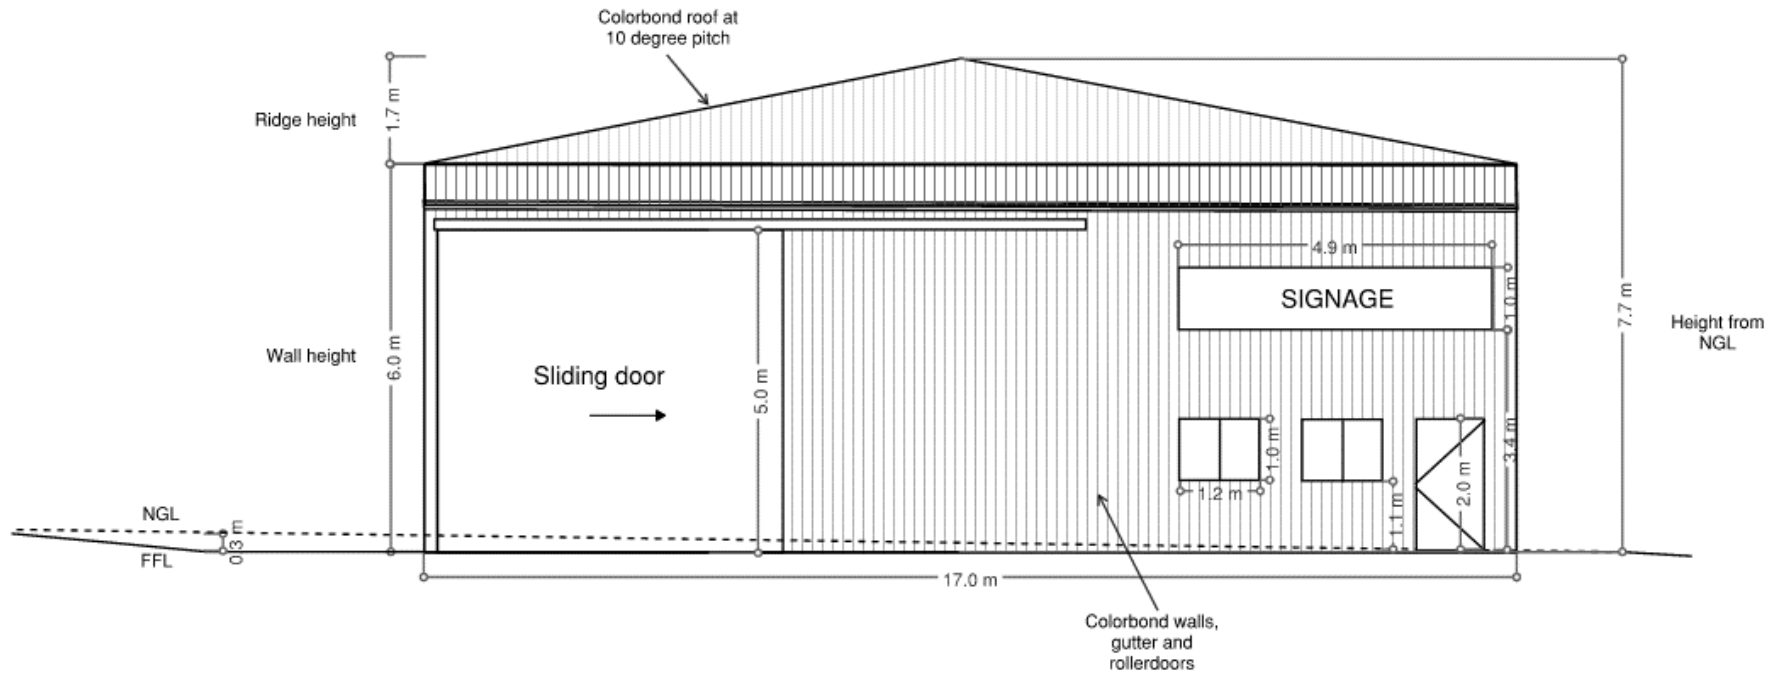 Colorbond roof at
10 degree pitch
Ridge height
1.7 m
4.9 m
SIGNAGE
1.0 m
7.7 m
Height from
NGL
Wall height
6.0 m
Sliding door
5.0 m
1.0 m
1.2 m
1.1 m
2.0 m
3.4 m
NGL
0.3 m
FFL
17.0 m
Colorbond walls,
gutter and
rollerdoors